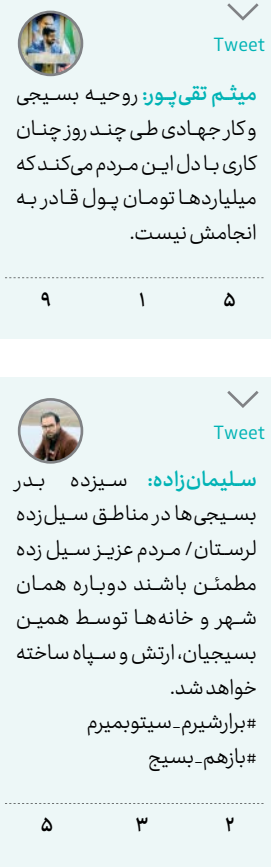 Tweet
میثم تقی‌پور: روحیه بسیجی
و کار جهادی طی چند روز چنان
کاری با دل این مردم می‌کند که
میلیاردها تومان پول قادر به
انجامش نیست.
۵ ۱ ۹
Tweet
سلیمان‌زاده: سیزده بدر
بسیجی‌ها در مناطق سیل‌زده
لرستان/ مردم عزیز سیل زده
مطمئن باشند دوباره همان
شهر و خانه‌ها توسط همین
بسیجیان، ارتش و سپاه ساخته
خواهد شد.
#برارشیرم_سیتوبمیرم
#بازهم_بسیج
۲ ۳ ۵